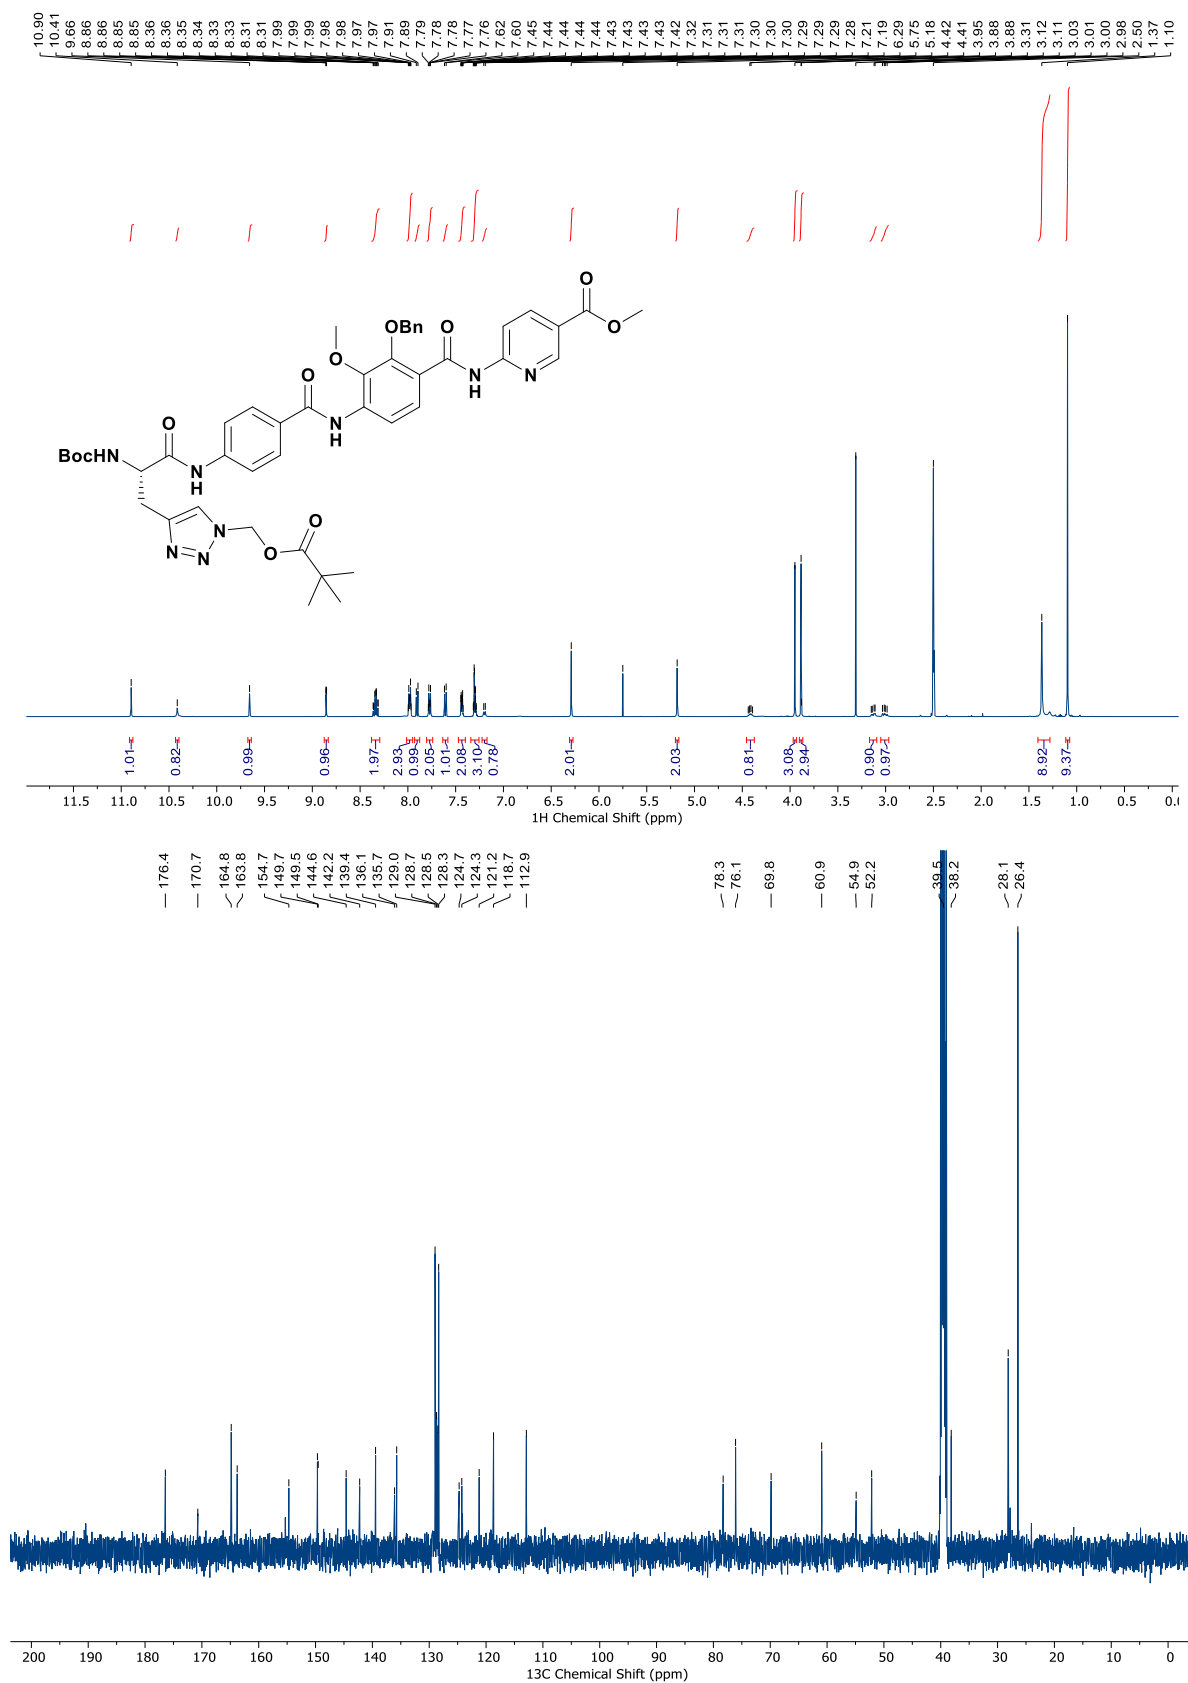 10.90 10.41 9.66 8.86 8.86 8.85 8.85 8.36 8.36 8.35 8.34 8.33 8.33 8.31 8.31 7.99 7.99 7.99 7.98 7.98 7.97 7.97 7.91 7.89 7.79 7.78 7.78 7.77 7.76 7.62 7.60 7.45 7.44 7.44 7.44 7.43 7.43 7.43 7.43 7.42 7.32 7.31 7.31 7.31 7.30 7.30 7.30 7.29 7.29 7.29 7.28 7.21 7.19 6.29 5.75 5.18 4.42 4.41 3.95 3.88 3.88 3.31 3.12 3.11 3.03 3.01 3.00 2.98 2.50 1.37 1.10
O
OBn O O
O N H N
O
N H
O
BocHN
N H
N O
N N O
1.01 0.82 0.99 0.96 1.97 2.93 0.99 2.05 1.01 2.08 3.10 0.78 2.01 2.03 0.81 3.08 2.94 0.90 0.97 8.92 9.37
11.5 11.0 10.5 10.0 9.5 9.0 8.5 8.0 7.5 7.0 6.5 6.0 5.5 5.0 4.5 4.0 3.5 3.0 2.5 2.0 1.5 1.0 0.5
1H Chemical Shift (ppm)
176.4 170.7 164.8 163.8 154.7 149.7 149.5 144.6 142.2 139.4 136.1 135.7 129.0 128.7 128.5 128.3 124.7 124.3 121.2 118.7 112.9 78.3 76.1 69.8 60.9 54.9 52.2 39.5 38.2 28.1 26.4
200 190 180 170 160 150 140 130 120 110 100 90 80 70 60 50 40 30 20 10 0
13C Chemical Shift (ppm)